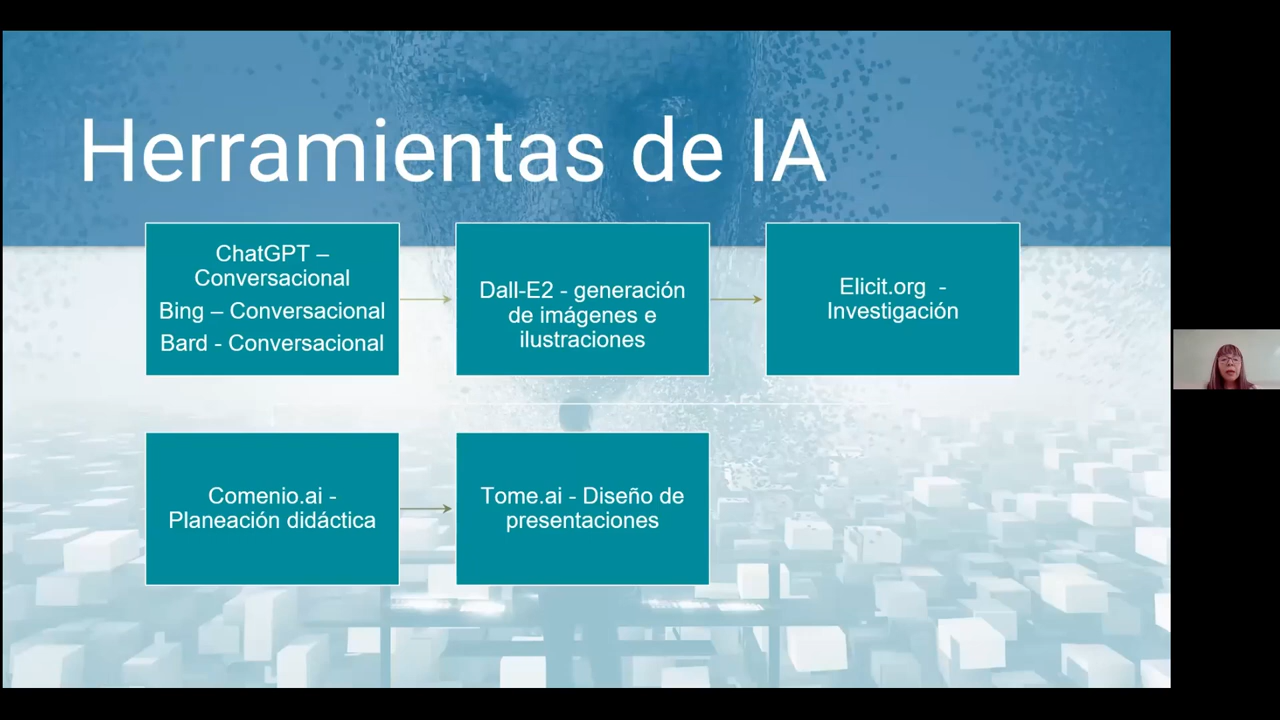 Herramientas de IA
ChatGPT –
Conversacional
Bing – Conversacional
Bard - Conversacional
Dall-E2 - generación
de imágenes e
ilustraciones
Elicit.org  -
Investigación
Comenio.ai -
Planeación didáctica
Tome.ai - Diseño de
presentaciones